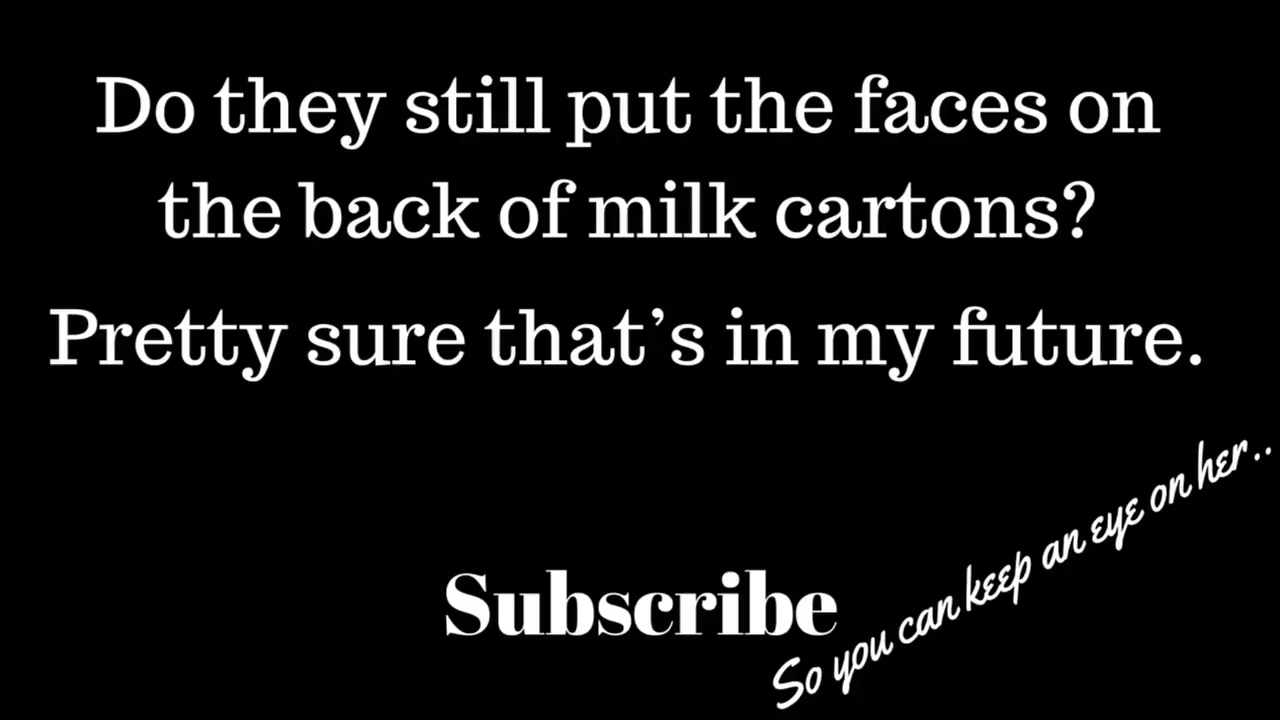 Do they still put the faces on
the back of milk cartons?
Pretty sure that’s in my future.
Subscribe
So you can keep an eye on her..